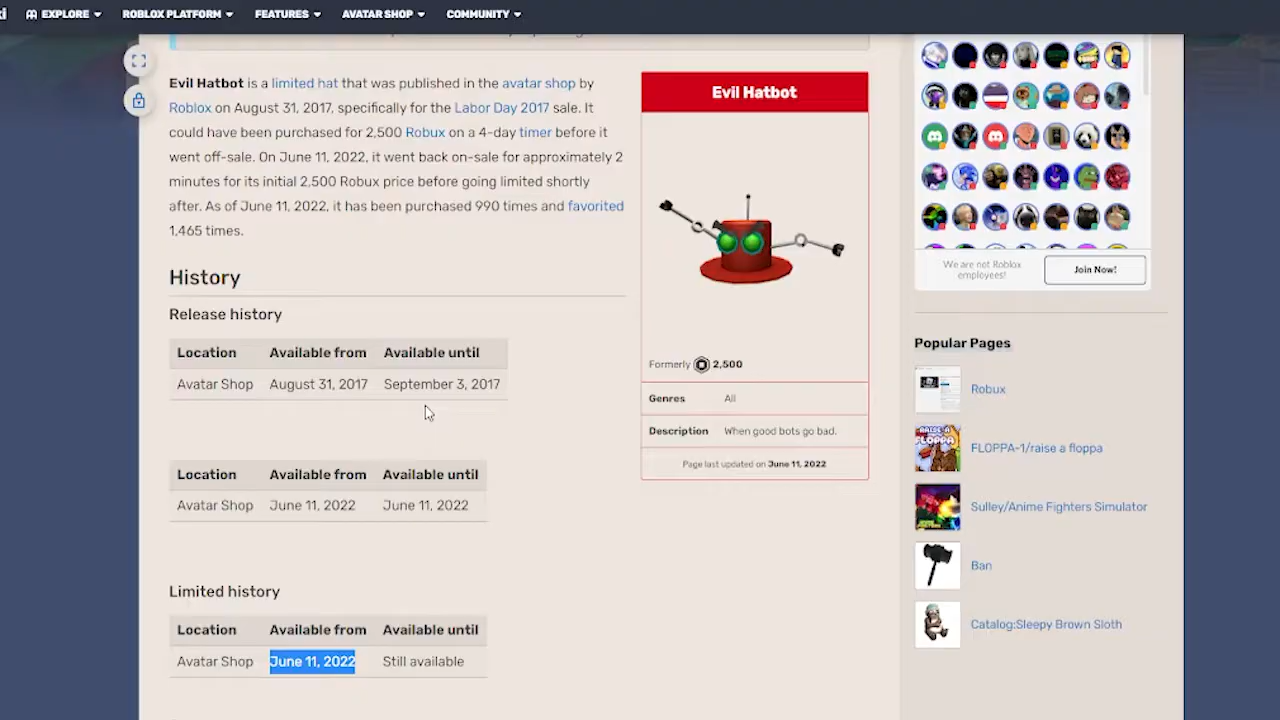 EXPLORE ROBLOX PLATFORM FEATURES AVATAR SHOP COMMUNITY
Evil Hatbot is a limited hat that was published in the avatar shop by
Roblox on August 31, 2017, specifically for the Labor Day 2017 sale. It
could have been purchased for 2,500 Robux on a 4-day timer before it
went off-sale. On June 11, 2022, it went back on-sale for approximately 2
minutes for its initial 2,500 Robux price before going limited shortly
after. As of June 11, 2022, it has been purchased 990 times and favorited
1,465 times.
History
Release history
Location Available from Available until
Avatar Shop August 31, 2017 September 3, 2017
Location Available from Available until
Avatar Shop June 11, 2022 June 11, 2022
Limited history
Location Available from Available until
Avatar Shop June 11, 2022 Still available
Evil Hatbot
Formerly 2,500
Genres All
Description When good bots go bad.
Page last updated on June 11, 2022
We are not Roblox
employees!
Join Now!
Popular Pages
Robux
FLOPPA-1/raise a floppa
Sulley/Anime Fighters Simulator
Ban
Catalog:Sleepy Brown Sloth